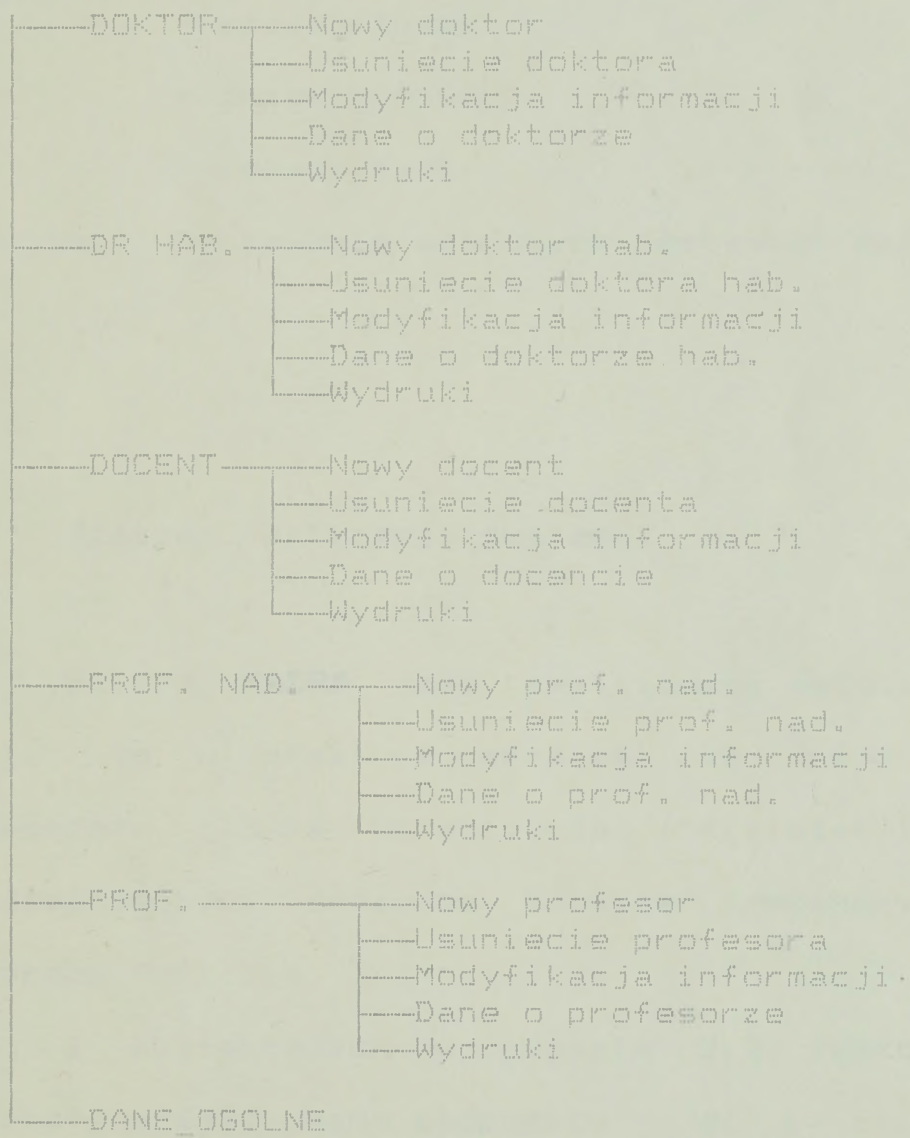 DOKTOR Nowy doktor
Usuniecie doktora
Modyfikacja informacji
Dane o doktorze
Wydruki
DR HAB. Nowy doktor hab.
Usuniecie doktora hab.
Modyfikacja informacji
Dane o doktorze hab.
Wydruki
DOCENT Nowy docent
Usuniecie docenta
Modyfikacja informacji
Dane o docencie
Wydruki
PROF. NAD. Nowy prof. nad.
Usuniecie prof. nad.
Modyfikacja informacji
Dane o prof. nad.
Wydruki
PROF. Nowy profesor
Usuniecie profesora
Modyfikacja informacji
Dane o profesorze
Wydruki
DANE_OGOLNE